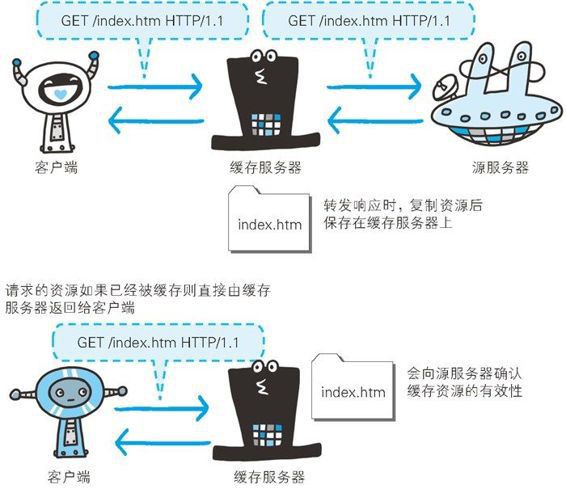 GET /index.htm HTTP/1.1
GET /index.htm HTTP/1.1
客户端
缓存服务器
源服务器
index.htm
转发响应时，复制资源后
保存在缓存服务器上
请求的资源如果已经被缓存则直接由缓存
服务器返回给客户端
GET /index.htm HTTP/1.1
index.htm
会向源服务器确认
缓存资源的有效性
客户端
缓存服务器